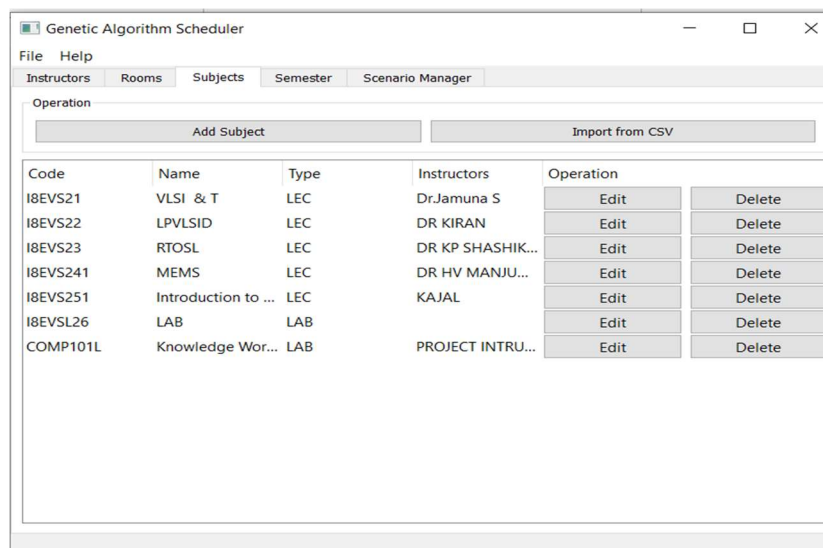 Genetic Algorithm Scheduler
File Help
Instructors Rooms Subjects Semester Scenario Manager
Operation
Add Subject Import from CSV
Code Name Type Instructors Operation
I8EVS21 VLSI & T LEC Dr.Jamuna S Edit Delete
I8EVS22 LPVLSID LEC DR KIRAN Edit Delete
I8EVS23 RTOSL LEC DR KP SHASHIK... Edit Delete
I8EVS241 MEMS LEC DR HV MANJU... Edit Delete
I8EVS251 Introduction to ... LEC KAJAL Edit Delete
I8EVSL26 LAB LAB Edit Delete
COMP101L Knowledge Wor... LAB PROJECT INTRU... Edit Delete